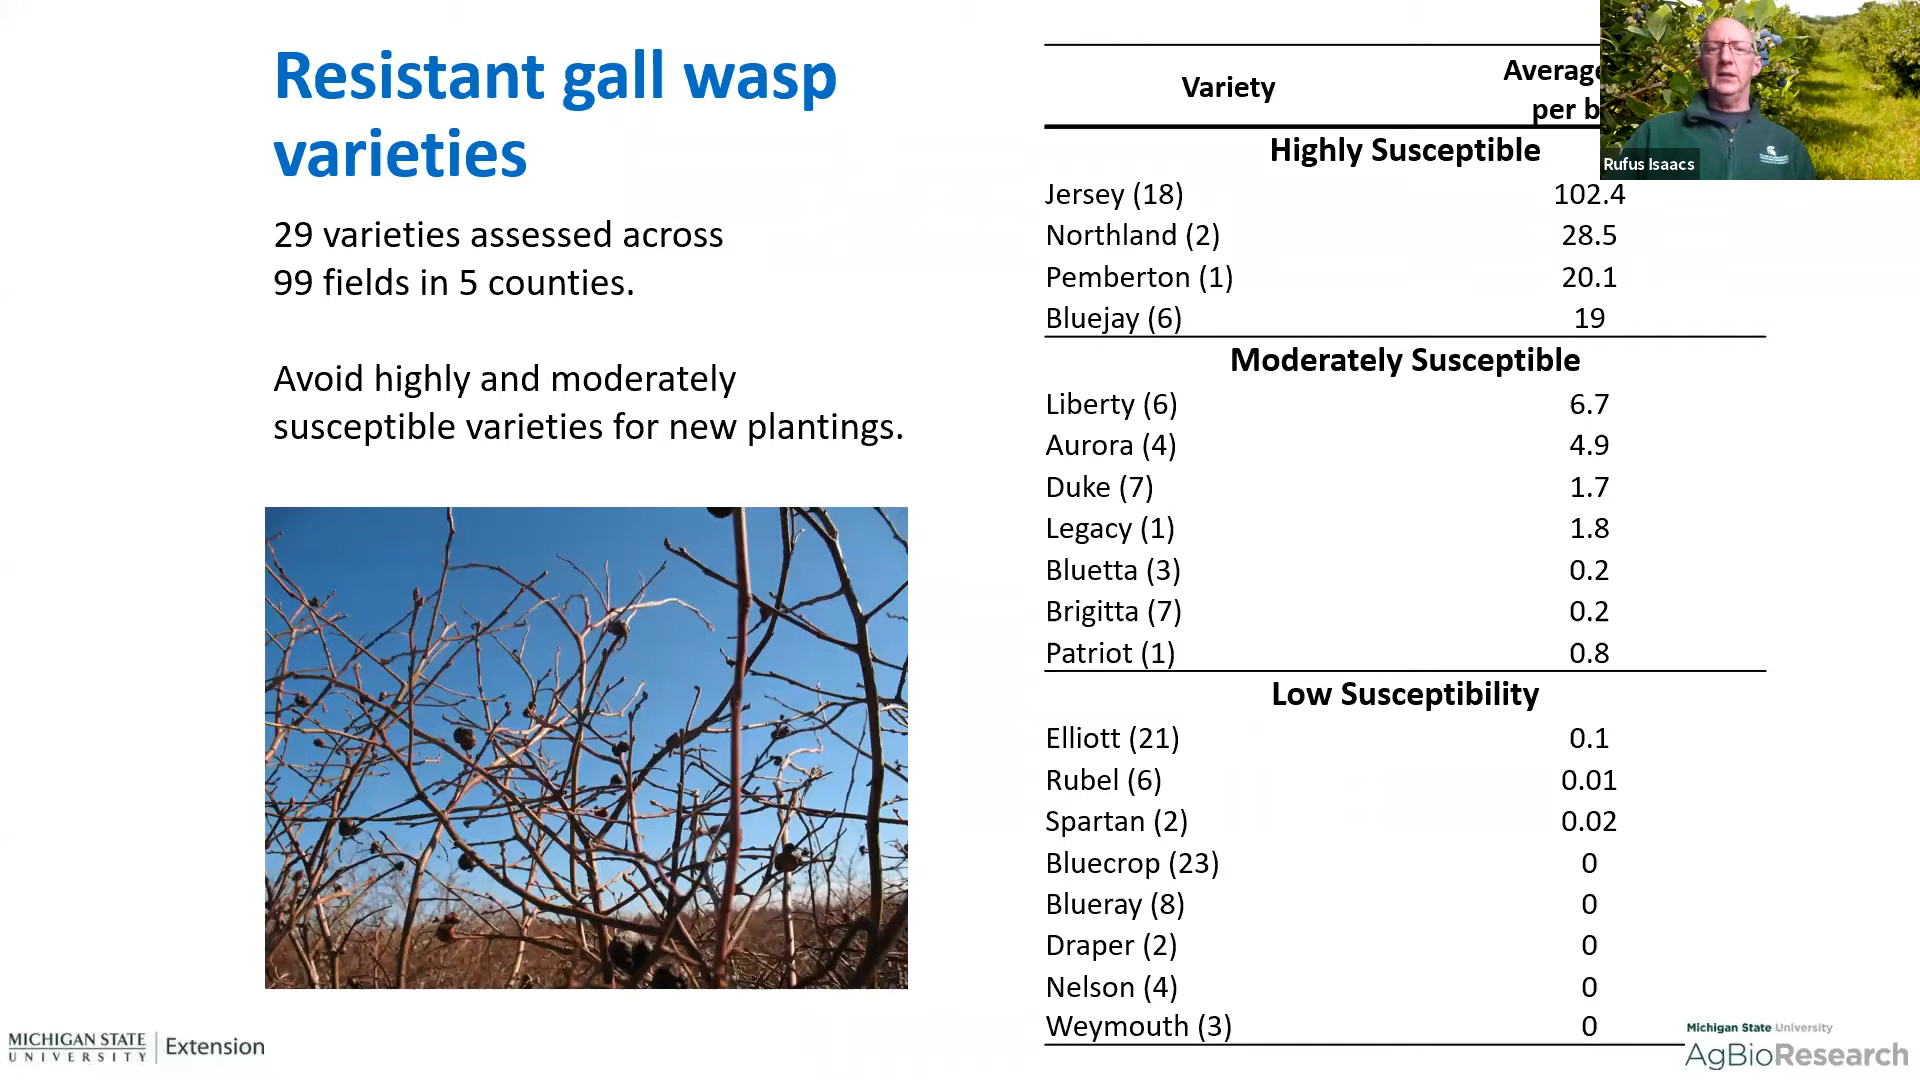 Resistant gall wasp
varieties
29 varieties assessed across
99 fields in 5 counties.
Avoid highly and moderately
susceptible varieties for new plantings.
Variety Average
per b
Highly Susceptible
Jersey (18) 102.4
Northland (2) 28.5
Pemberton (1) 20.1
Bluejay (6) 19
Moderately Susceptible
Liberty (6) 6.7
Aurora (4) 4.9
Duke (7) 1.7
Legacy (1) 1.8
Bluetta (3) 0.2
Brigitta (7) 0.2
Patriot (1) 0.8
Low Susceptibility
Elliott (21) 0.1
Rubel (6) 0.01
Spartan (2) 0.02
Bluecrop (23) 0
Blueray (8) 0
Draper (2) 0
Nelson (4) 0
Weymouth (3) 0
Rufus Isaacs
MICHIGAN STATE
UNIVERSITY
Extension
Michigan State University
AgBioResearch